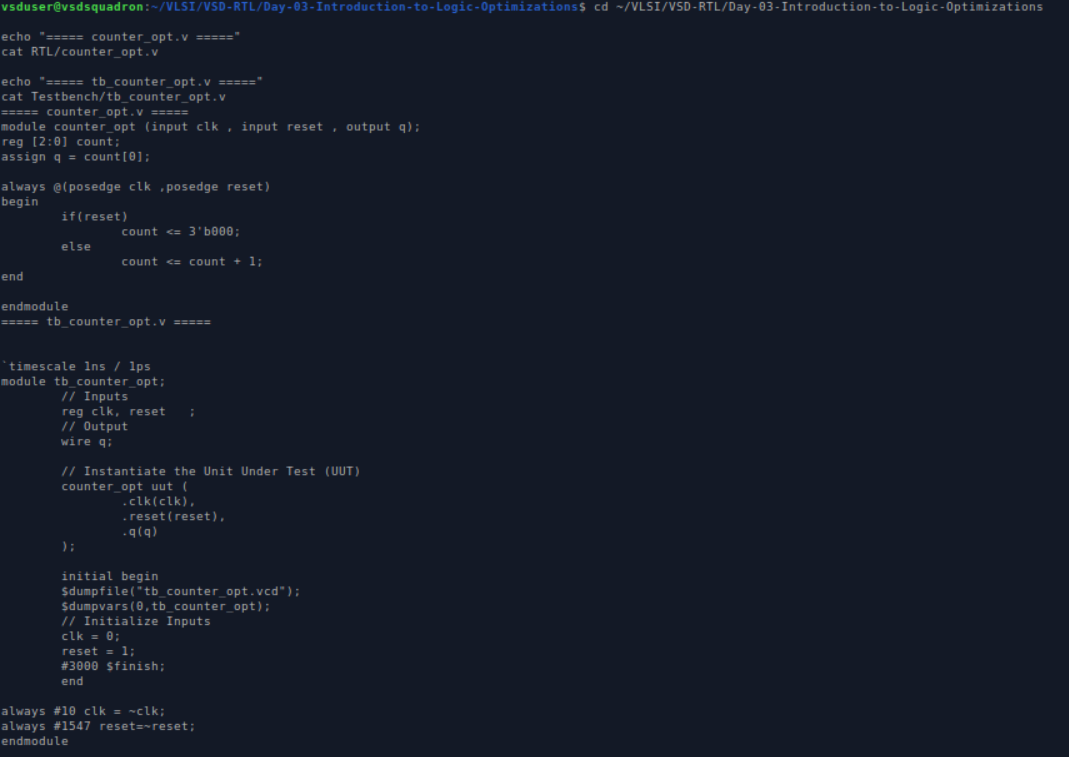 vsduser@vsdsquadron:~/VLSI/VSD-RTL/Day-03-Introduction-to-Logic-Optimizations$ cd ~/VLSI/VSD-RTL/Day-03-Introduction-to-Logic-Optimizations

echo "===== counter_opt.v ====="
cat RTL/counter_opt.v

echo "===== tb_counter_opt.v ====="
cat Testbench/tb_counter_opt.v
===== counter_opt.v =====
module counter_opt (input clk , input reset , output q);
reg [2:0] count;
assign q = count[0];

always @(posedge clk ,posedge reset)
begin
        if(reset)
                count <= 3'b000;
        else
                count <= count + 1;
end

endmodule
===== tb_counter_opt.v =====


`timescale 1ns / 1ps
module tb_counter_opt;
        // Inputs
        reg clk, reset   ;
        // Output
        wire q;

        // Instantiate the Unit Under Test (UUT)
        counter_opt uut (
                .clk(clk),
                .reset(reset),
                .q(q)
        );

        initial begin
        $dumpfile("tb_counter_opt.vcd");
        $dumpvars(0,tb_counter_opt);
        // Initialize Inputs
        clk = 0;
        reset = 1;
        #3000 $finish;
        end

always #10 clk = ~clk;
always #1547 reset=~reset;
endmodule